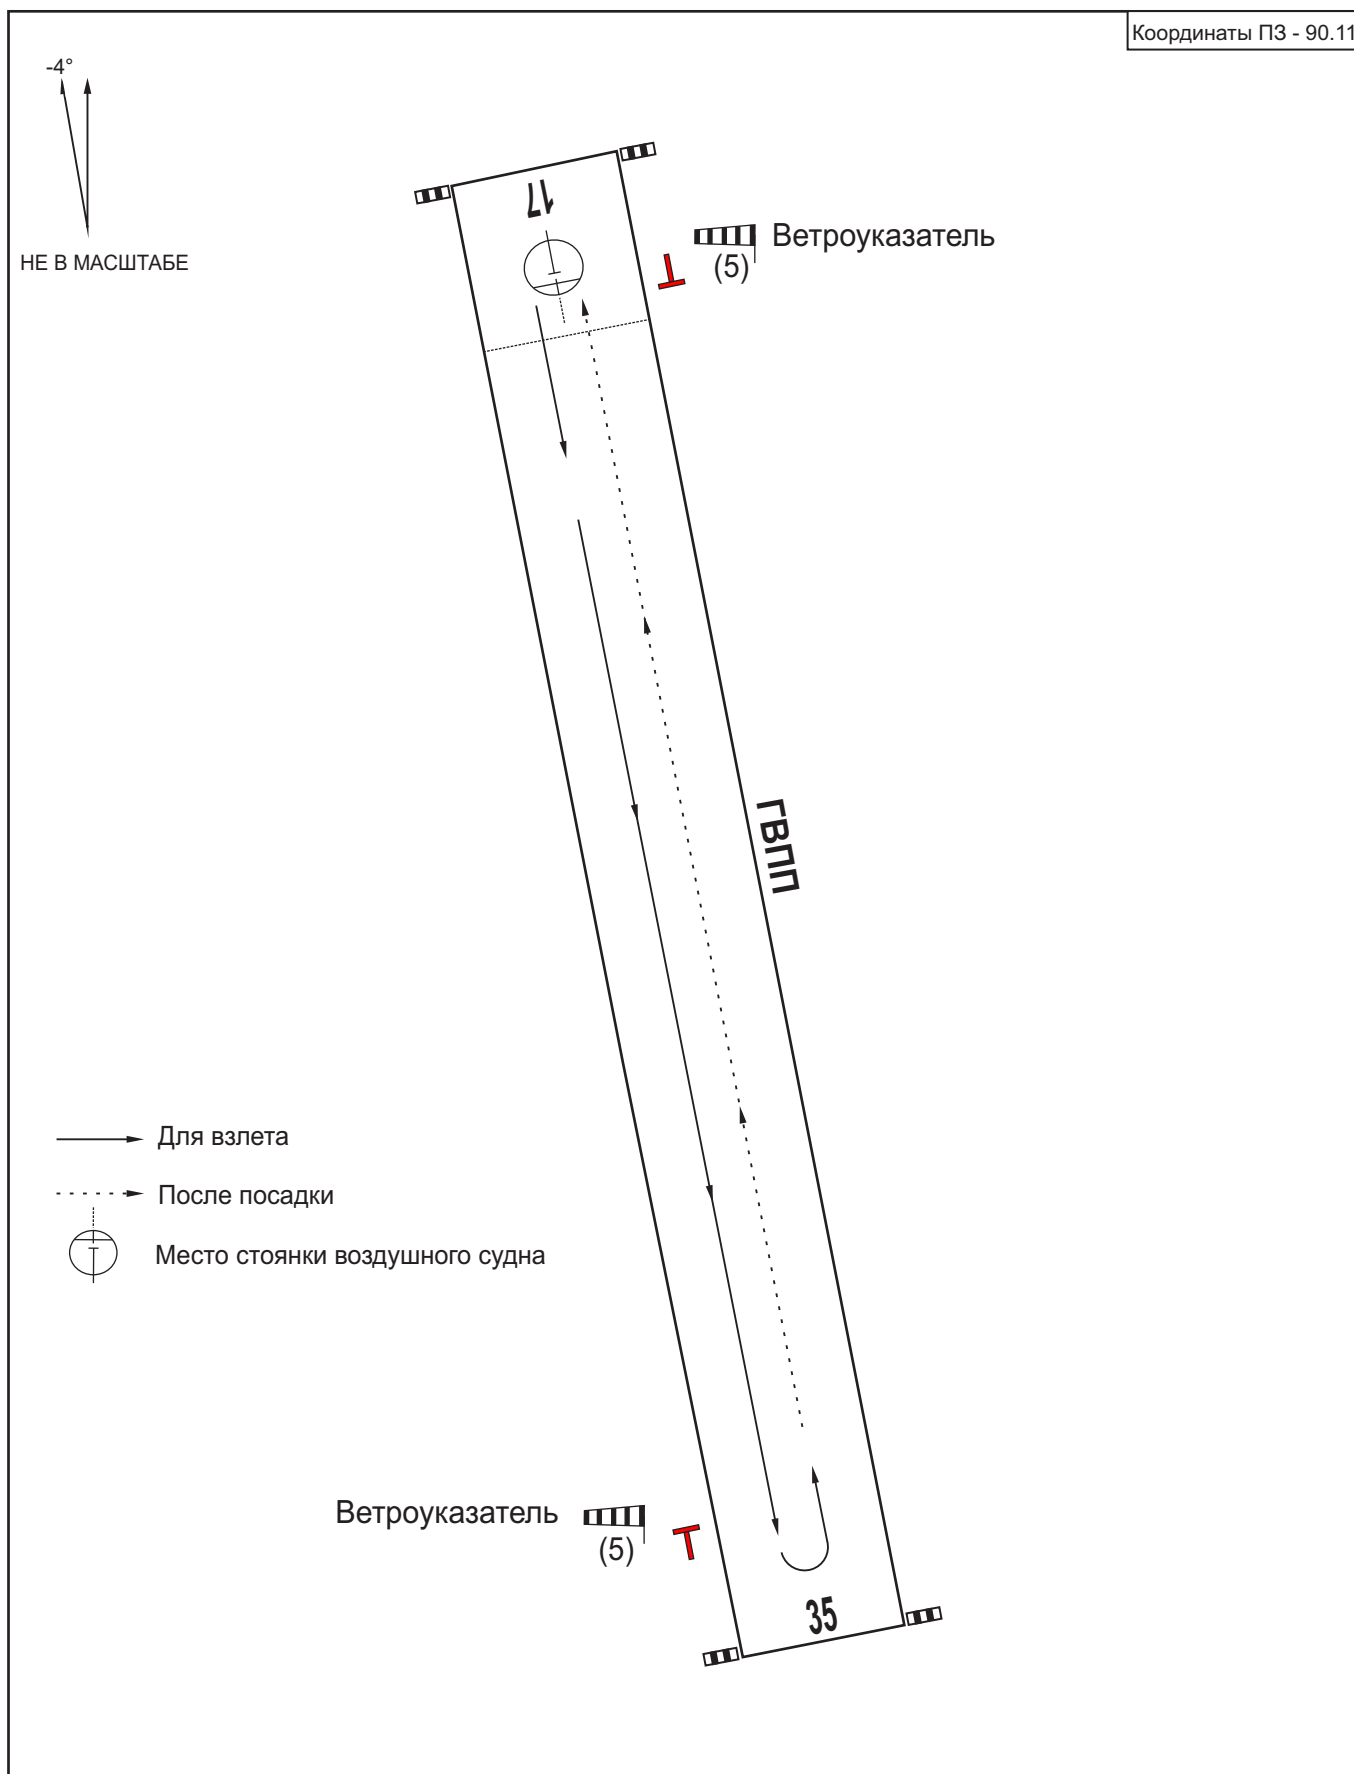 Координаты ПЗ - 90.11
-4°
НЕ В МАСШТАБЕ
17
Ветроуказатель
(5)
ГВПП
Для взлета
После посадки
Место стоянки воздушного судна
Ветроуказатель
(5)
35